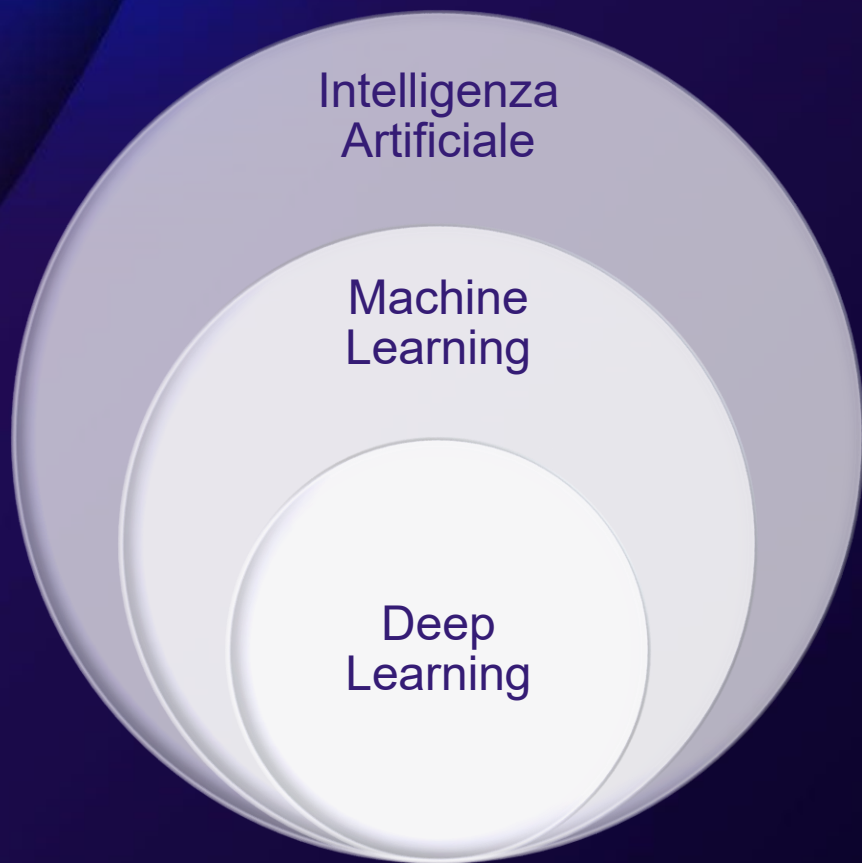 Intelligenza
Artificiale
Machine
Learning
Deep
Learning